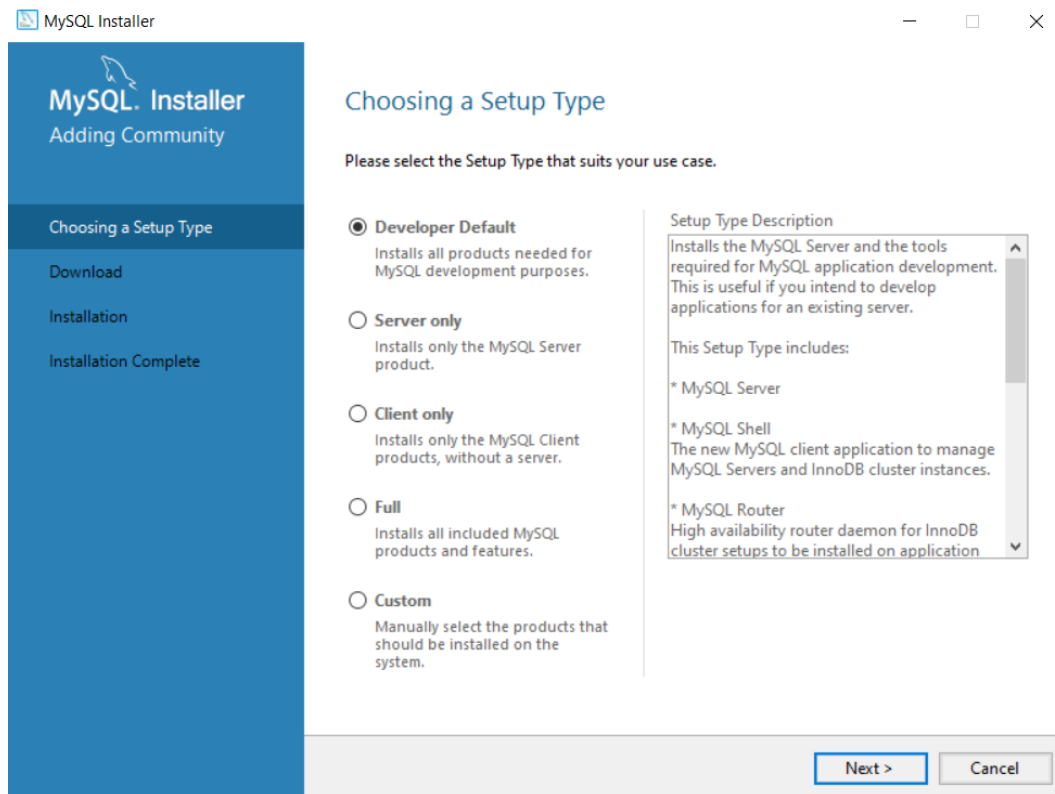 MySQL Installer
MySQL. Installer
Adding Community
Choosing a Setup Type
Download
Installation
Installation Complete
Choosing a Setup Type
Please select the Setup Type that suits your use case.
Developer Default
Installs all products needed for
MySQL development purposes.
Server only
Installs only the MySQL Server
product.
Client only
Installs only the MySQL Client
products, without a server.
Full
Installs all included MySQL
products and features.
Custom
Manually select the products that
should be installed on the
system.
Setup Type Description
Installs the MySQL Server and the tools
required for MySQL application development.
This is useful if you intend to develop
applications for an existing server.
This Setup Type includes:
* MySQL Server
* MySQL Shell
The new MySQL client application to manage
MySQL Servers and InnoDB cluster instances.
* MySQL Router
High availability router daemon for InnoDB
cluster setups to be installed on application
Next >
Cancel